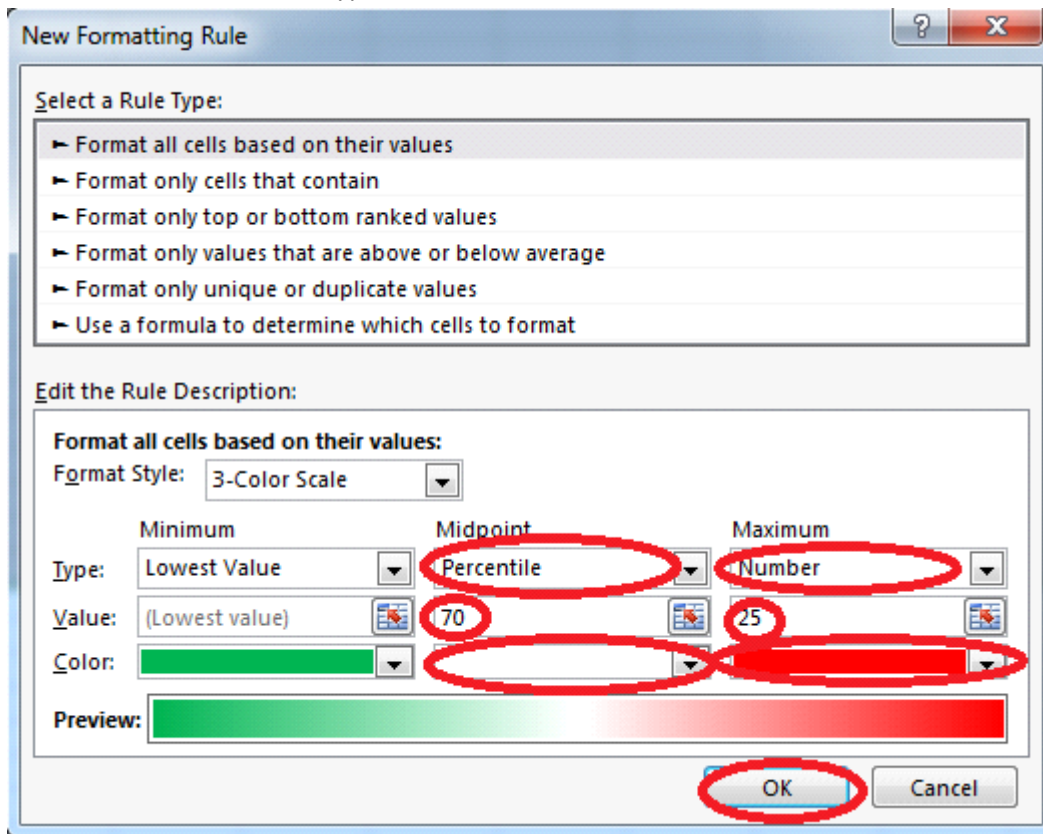 New Formatting Rule
?
X
Select a Rule Type:
► Format all cells based on their values
► Format only cells that contain
► Format only top or bottom ranked values
► Format only values that are above or below average
► Format only unique or duplicate values
► Use a formula to determine which cells to format
Edit the Rule Description:
Format all cells based on their values:
Format Style: 3-Color Scale
Minimum Midpoint Maximum
Type: Lowest Value Percentile Number
Value: (Lowest value) 70 25
Color:
Preview:
OK Cancel